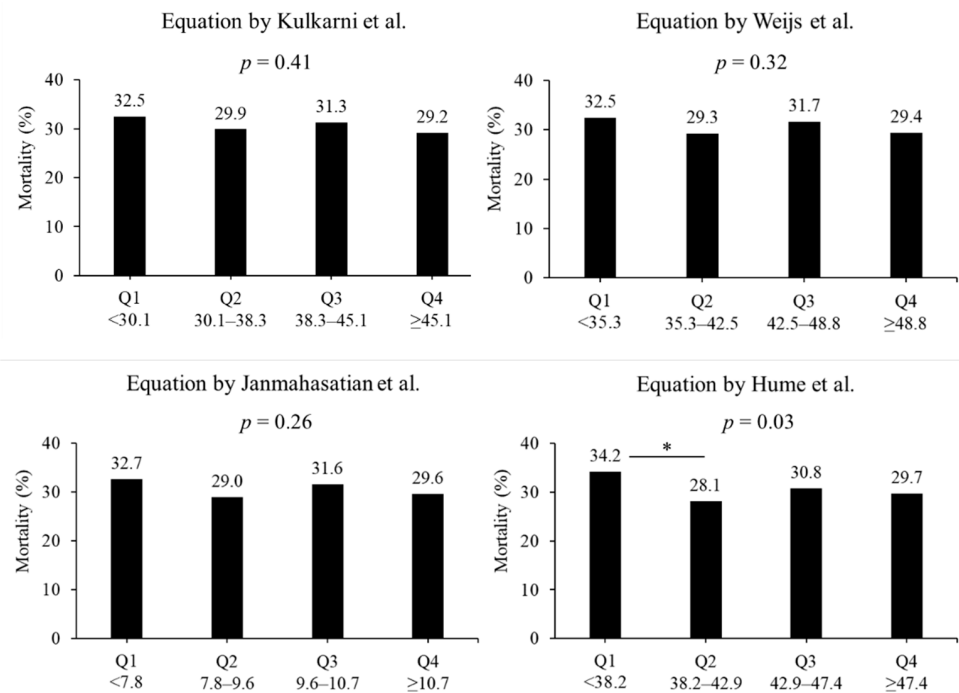 Equation by Kulkarni et al.
p = 0.41
Mortality (%)
40
30
20
10
0
32.5
29.9
31.3
29.2
Q1
Q2
Q3
Q4
<30.1
30.1–38.3
38.3–45.1
≥45.1
Equation by Weijs et al.
p = 0.32
Mortality (%)
40
30
20
10
0
32.5
29.3
31.7
29.4
Q1
Q2
Q3
Q4
<35.3
35.3–42.5
42.5–48.8
≥48.8
Equation by Janmahasatian et al.
p = 0.26
Mortality (%)
40
30
20
10
0
32.7
29.0
31.6
29.6
Q1
Q2
Q3
Q4
<7.8
7.8–9.6
9.6–10.7
≥10.7
Equation by Hume et al.
p = 0.03
Mortality (%)
40
30
20
10
0
*
34.2
28.1
30.8
29.7
Q1
Q2
Q3
Q4
<38.2
38.2–42.9
42.9–47.4
≥47.4